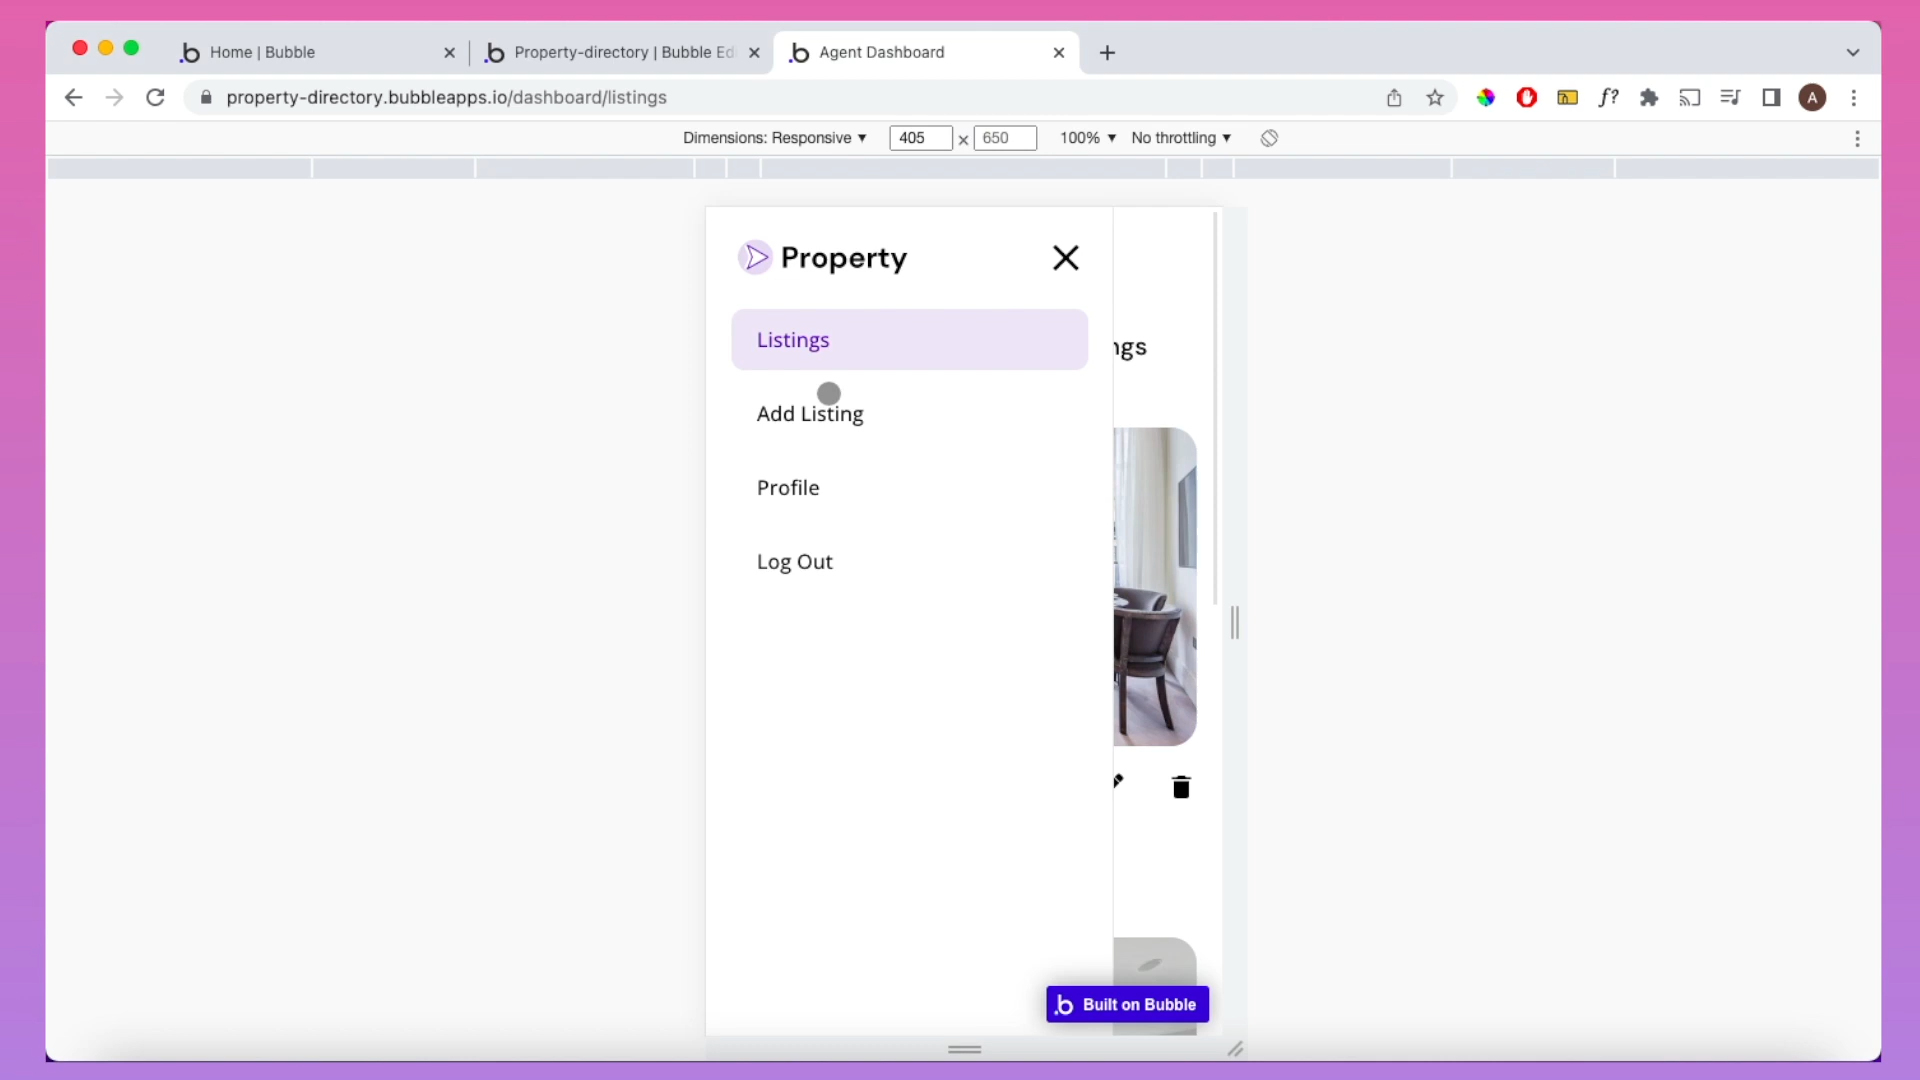 Home | Bubble
Property-directory | Bubble Ed
Agent Dashboard
property-directory.bubbleapps.io/dashboard/listings
f?
A
Dimensions: Responsive ▼ 405 × 650 100% ▼ No throttling ▼
Property
Listings
ngs
Add Listing
Profile
Log Out
Built on Bubble